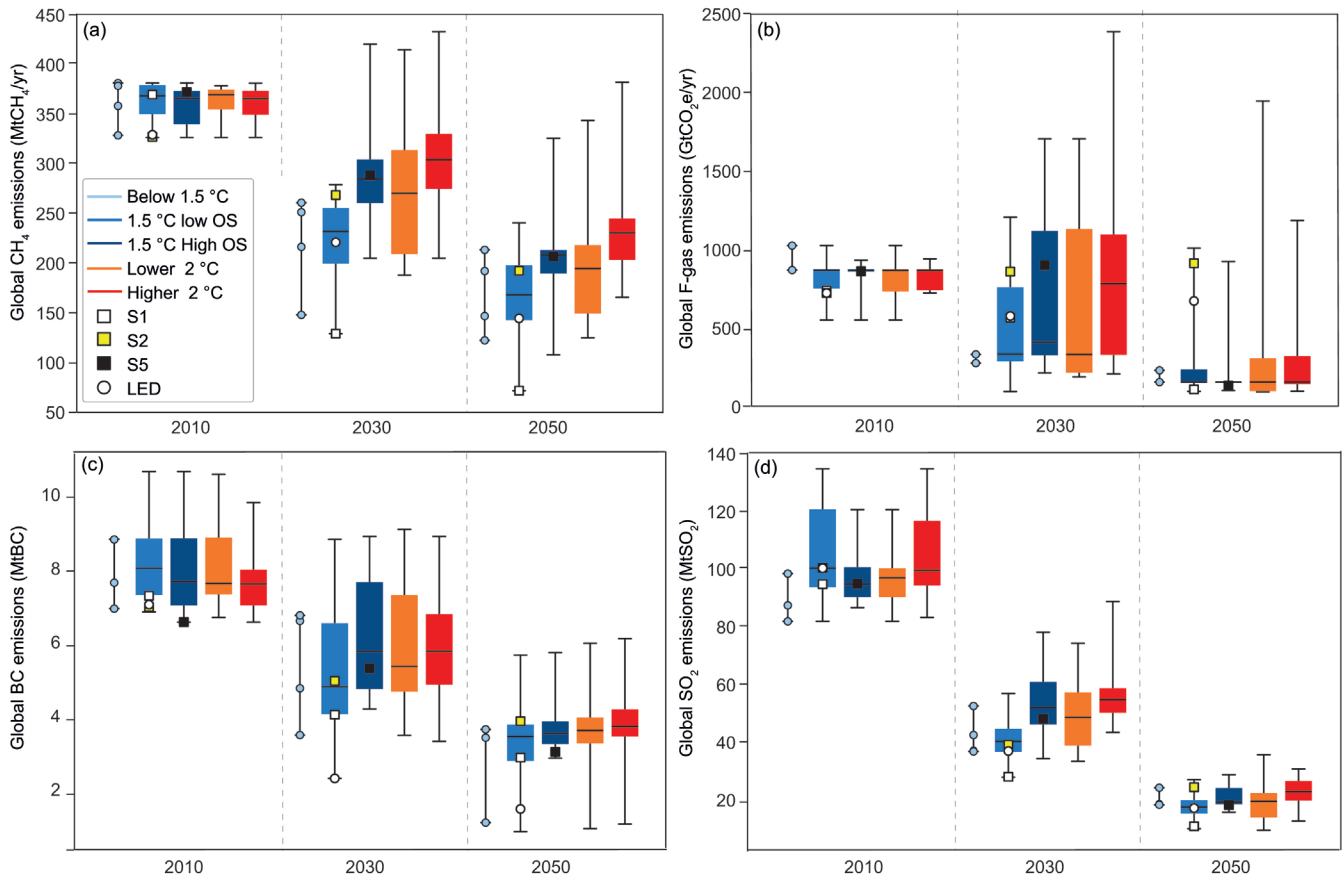 (a)
Global CH₄ emissions (MtCH₄/yr)
450
400
350
300
250
200
150
100
50
Below 1.5 °C
1.5 °C low OS
1.5 °C High OS
Lower 2 °C
Higher 2 °C
S1
S2
S5
LED
2010
2030
2050
(b)
Global F-gas emissions (GtCO₂e/yr)
2500
2000
1500
1000
500
0
2010
2030
2050
(c)
Global BC emissions (MtBC)
10
8
6
4
2
2010
2030
2050
(d)
Global SO₂ emissions (MtSO₂)
140
120
100
80
60
40
20
2010
2030
2050